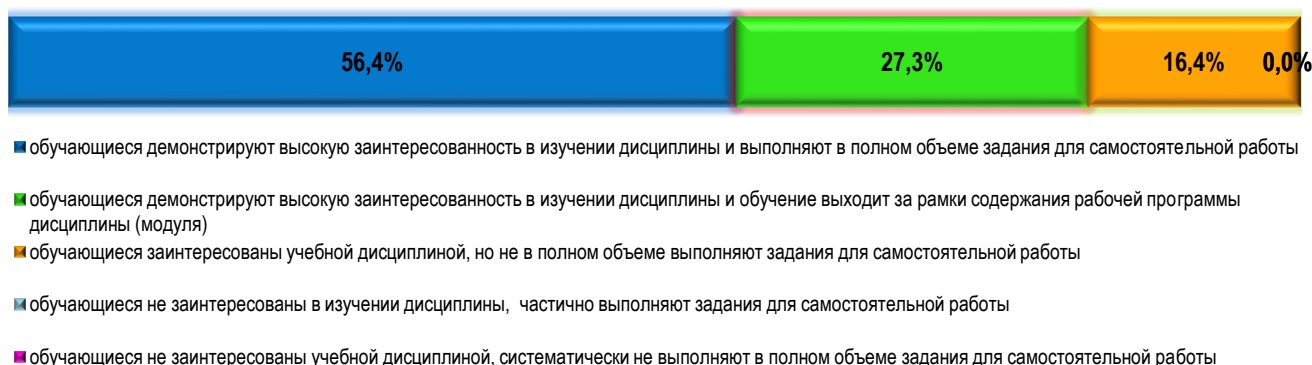 56,4% 27,3% 16,4% 0,0%
обучающиеся демонстрируют высокую заинтересованность в изучении дисциплины и выполняют в полном объеме задания для самостоятельной работы
обучающиеся демонстрируют высокую заинтересованность в изучении дисциплины и обучение выходит за рамки содержания рабочей программы
дисциплины (модуля)
обучающиеся заинтересованы учебной дисциплиной, но не в полном объеме выполняют задания для самостоятельной работы
обучающиеся не заинтересованы в изучении дисциплины, частично выполняют задания для самостоятельной работы
обучающиеся не заинтересованы учебной дисциплиной, систематически не выполняют в полном объеме задания для самостоятельной работы